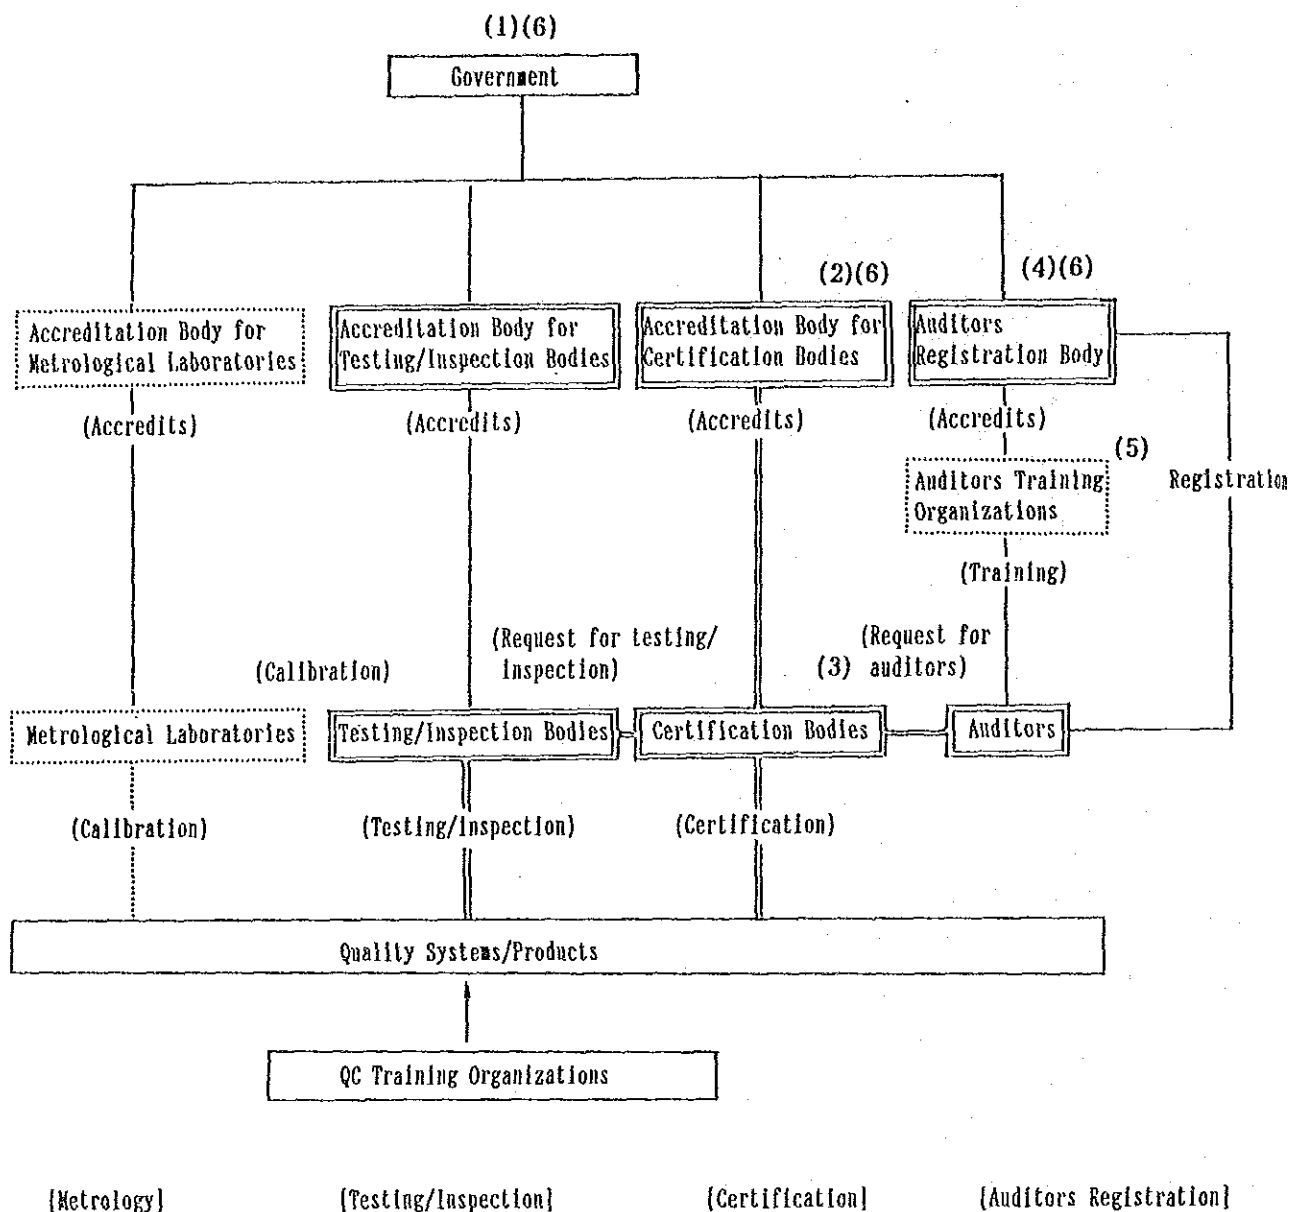 (1)(6)
Government
(2)(6)
(4)(6)
Accreditation Body for
Metrological Laboratories
Accreditation Body for
Testing/Inspection Bodies
Accreditation Body for
Certification Bodies
Auditors
Registration Body
(Accredits)
(Accredits)
(Accredits)
(Accredits)
(5)
Auditors Training
Organizations
Registration
(Training)
(Calibration)
(Request for testing/
inspection)
(3)
(Request for
auditors)
Metrological Laboratories
Testing/Inspection Bodies
Certification Bodies
Auditors
(Calibration)
(Testing/Inspection)
(Certification)
Quality Systems/Products
QC Training Organizations
[Metrology]
[Testing/Inspection]
[Certification]
[Auditors Registration]